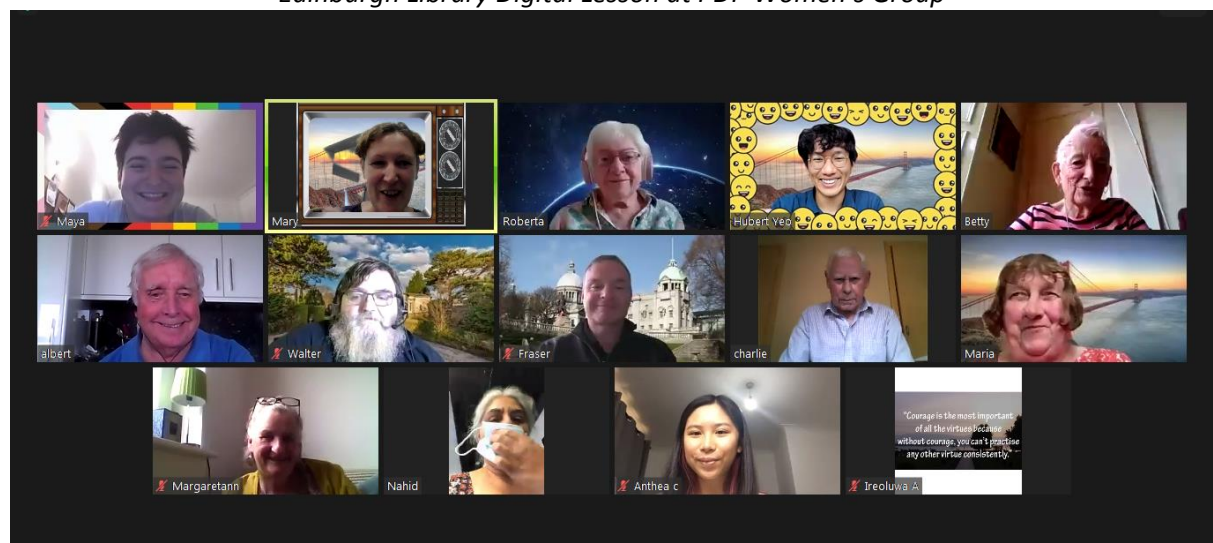 Edinburgh Library Digital Lesson at PDP Women's Group
Maya
Mary
Roberta
Hubert Yeo
Betty
albert
Walter
Fraser
charlie
Maria
Margaretann
Nahid
Anthea c
Ireoluwa A
"Courage is the most important
of all the virtues because
without courage, you can't practise
any other virtue consistently.